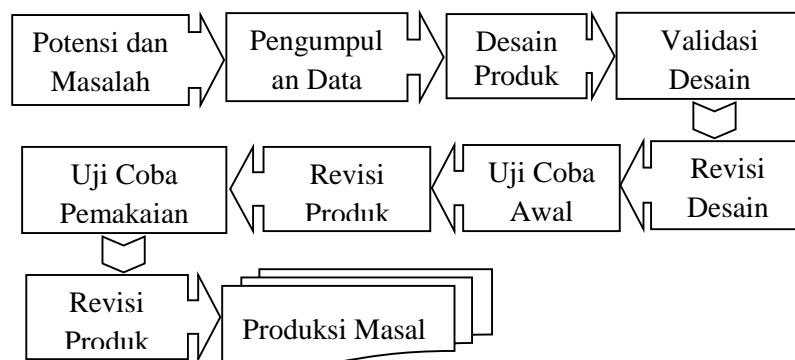 Potensi dan
Masalah
Pengumpul
an Data
Desain
Produk
Validasi
Desain
Revisi
Desain
Uji Coba
Awal
Revisi
Produk
Uji Coba
Pemakaian
Revisi
Produk
Produksi Masal